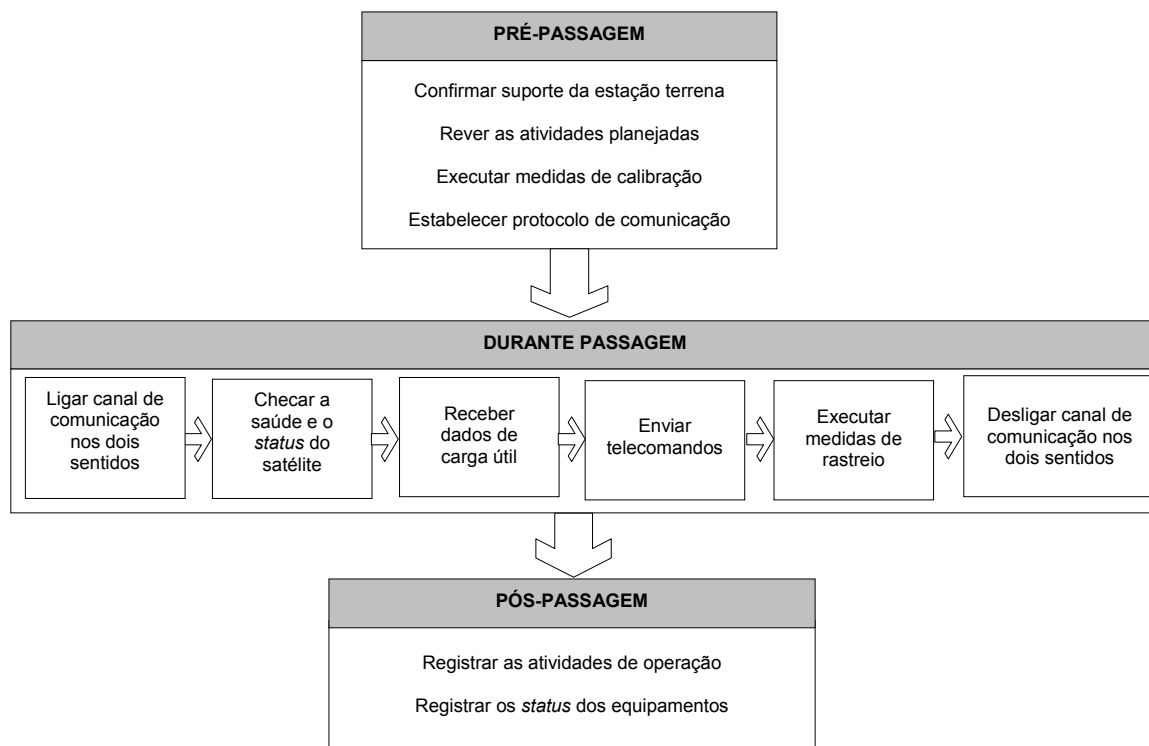 PRÉ-PASSAGEM
Confirmar suporte da estação terrena
Rever as atividades planejadas
Executar medidas de calibração
Estabelecer protocolo de comunicação
DURANTE PASSAGEM
Ligar canal de
comunicação
nos dois
sentidos
Checar a
saúde e o
status do
satélite
Receber
dados de
carga útil
Enviar
telecomandos
Executar
medidas de
rastreio
Desligar canal de
comunicação nos
dois sentidos
PÓS-PASSAGEM
Registrar as atividades de operação
Registrar os status dos equipamentos